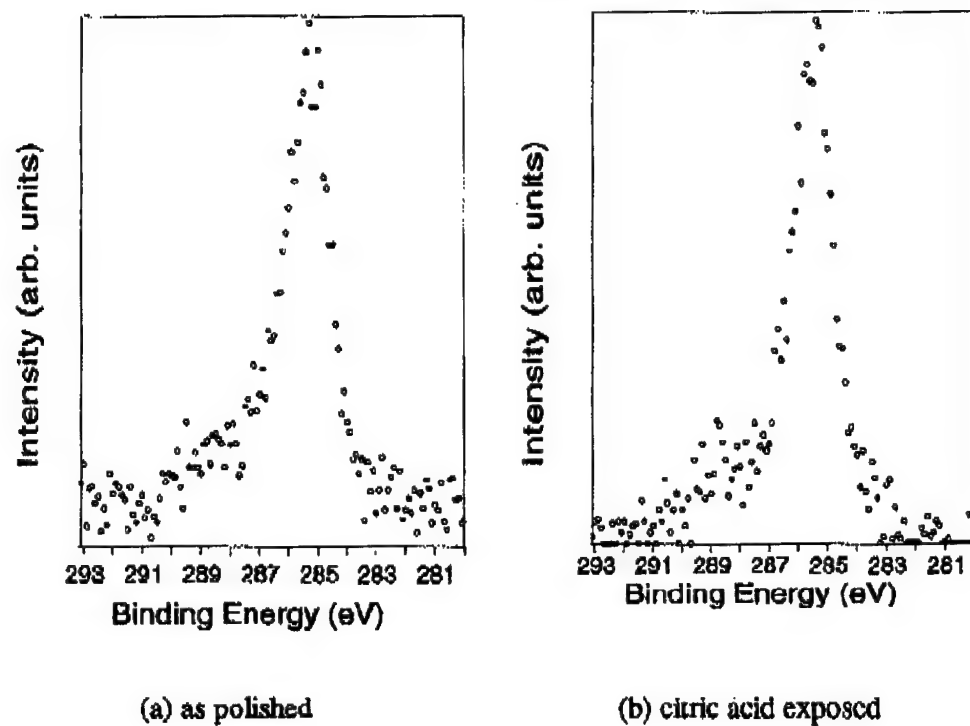 Intensity (arb. units)
293 291 289 287 285 283 281
Binding Energy (eV)
(a) as polished
Intensity (arb. units)
293 291 289 287 285 283 281
Binding Energy (eV)
(b) citric acid exposed